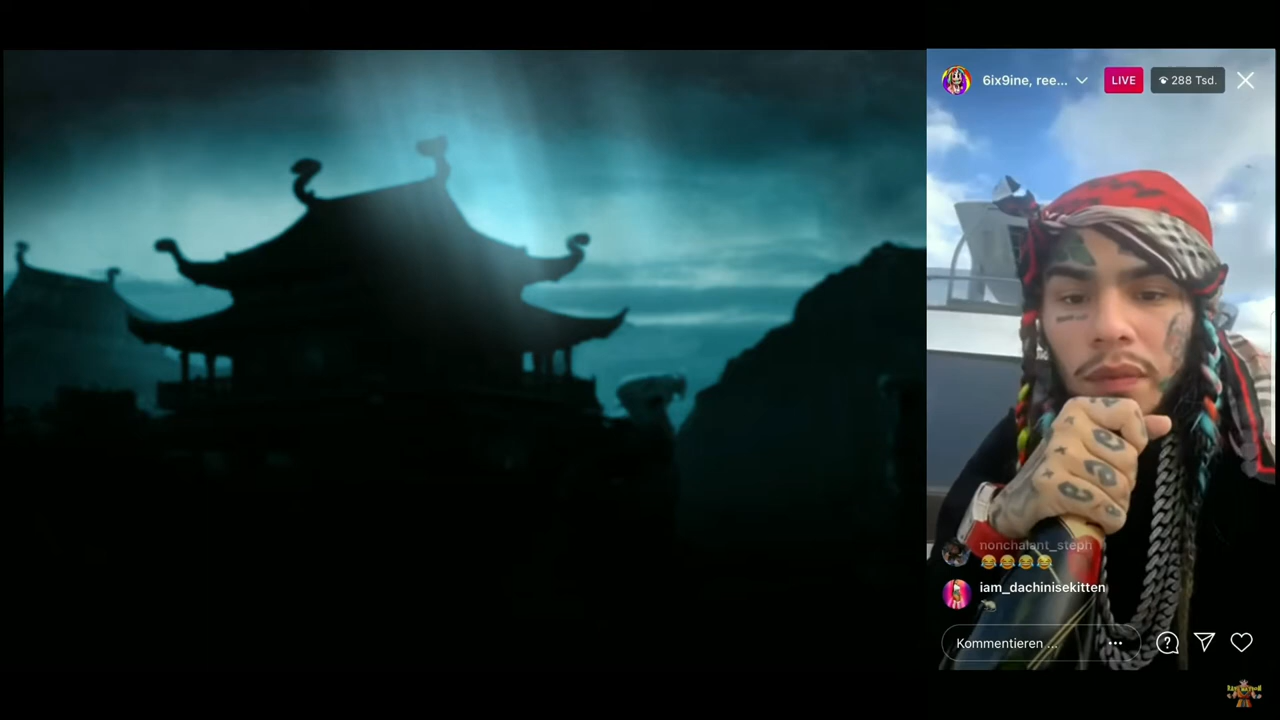 6ix9ine, ree...
LIVE
288 Tsd.
nonchalant_steph
😂😂😂😂
iam_dachinisekitten
🐀
Kommentieren ...